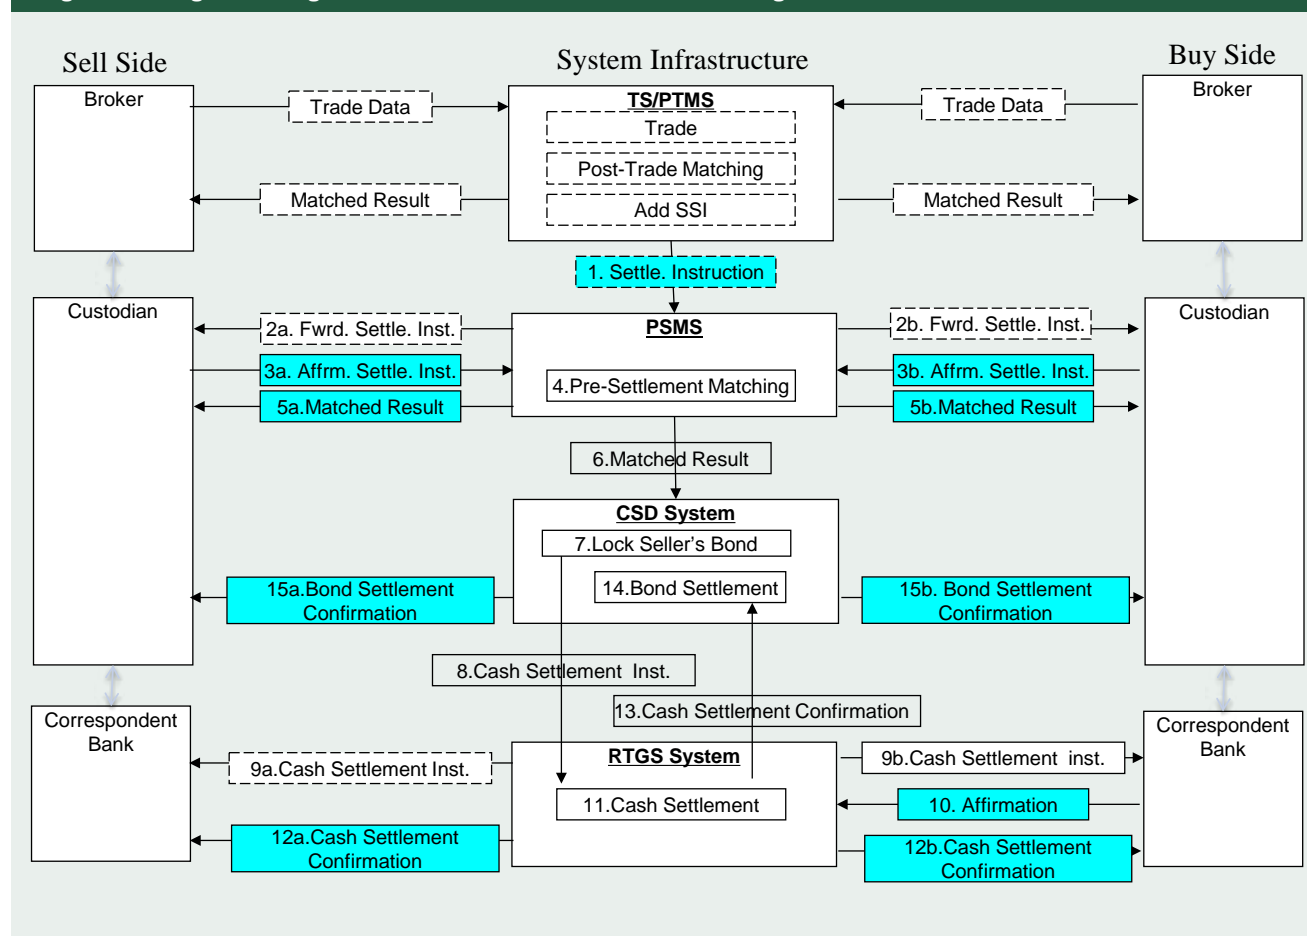 Sell Side
System Infrastructure
Buy Side
Broker
Trade Data
TS/PTMS
Trade
Post-Trade Matching
Add SSI
Trade Data
Broker
Matched Result
Matched Result
1. Settle. Instruction
Custodian
2a. Fwrd. Settle. Inst.
PSMS
2b. Fwrd. Settle. Inst.
Custodian
3a. Affrm. Settle. Inst.
3b. Affrm. Settle. Inst.
4.Pre-Settlement Matching
5a.Matched Result
5b.Matched Result
6.Matched Result
CSD System
7.Lock Seller's Bond
14.Bond Settlement
15a.Bond Settlement
Confirmation
15b. Bond Settlement
Confirmation
8.Cash Settlement Inst.
13.Cash Settlement Confirmation
Correspondent
Bank
RTGS System
Correspondent
Bank
9a.Cash Settlement Inst.
9b.Cash Settlement inst.
11.Cash Settlement
10. Affirmation
12a.Cash Settlement
Confirmation
12b.Cash Settlement
Confirmation